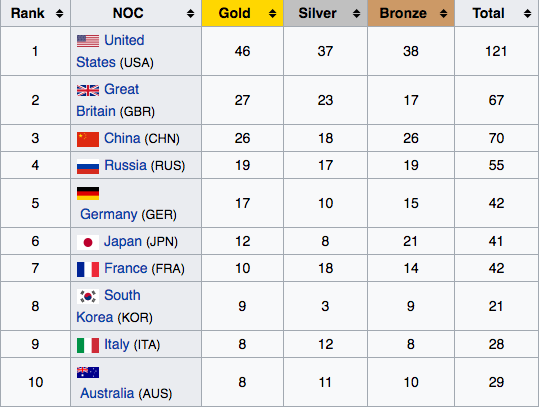 Rank NOC Gold Silver Bronze Total
1 United States (USA) 46 37 38 121
2 Great Britain (GBR) 27 23 17 67
3 China (CHN) 26 18 26 70
4 Russia (RUS) 19 17 19 55
5 Germany (GER) 17 10 15 42
6 Japan (JPN) 12 8 21 41
7 France (FRA) 10 18 14 42
8 South Korea (KOR) 9 3 9 21
9 Italy (ITA) 8 12 8 28
10 Australia (AUS) 8 11 10 29